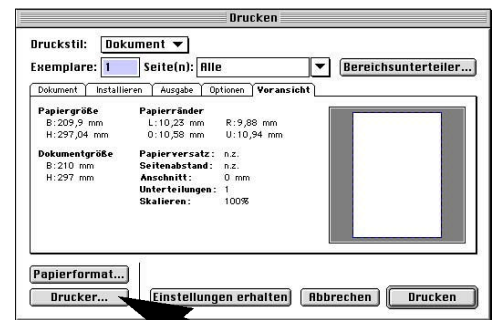 Drucken
Druckstil: Dokument
Exemplare: 1 Seite(n): Alle Bereichsunterteiler...
Dokument Installieren Ausgabe Optionen Voransicht
Papiergröße Papierränder
B:209,9 mm L:10,23 mm R:9,88 mm
H:297,04 mm O:10,58 mm U:10,94 mm
Dokumentgröße Papierversatz: n.z.
B:210 mm Seitenabstand: n.z.
H:297 mm Anschnitt: 0 mm
Unterteilungen: 1
Skalieren: 100%
Papierformat...
Drucker... Einstellungen erhalten Abbrechen Drucken